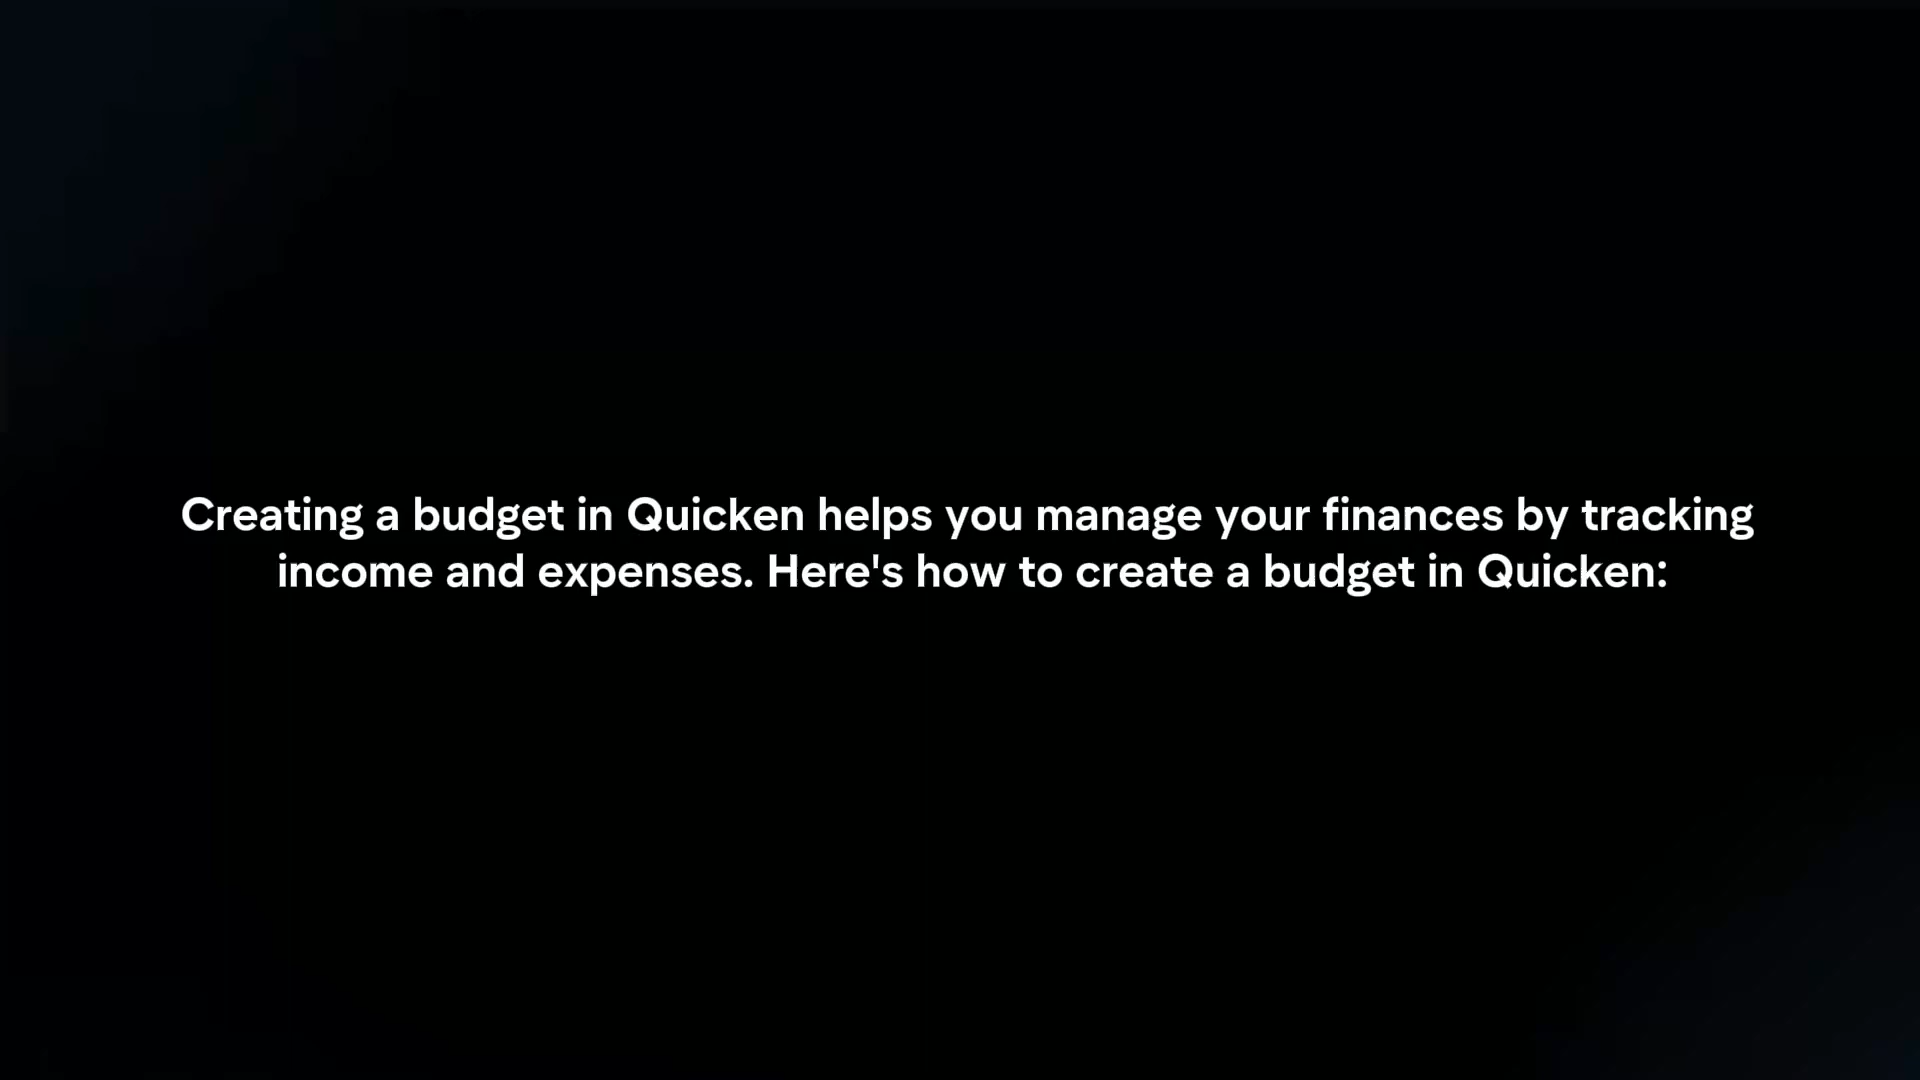 Creating a budget in Quicken helps you manage your finances by tracking
income and expenses. Here's how to create a budget in Quicken: